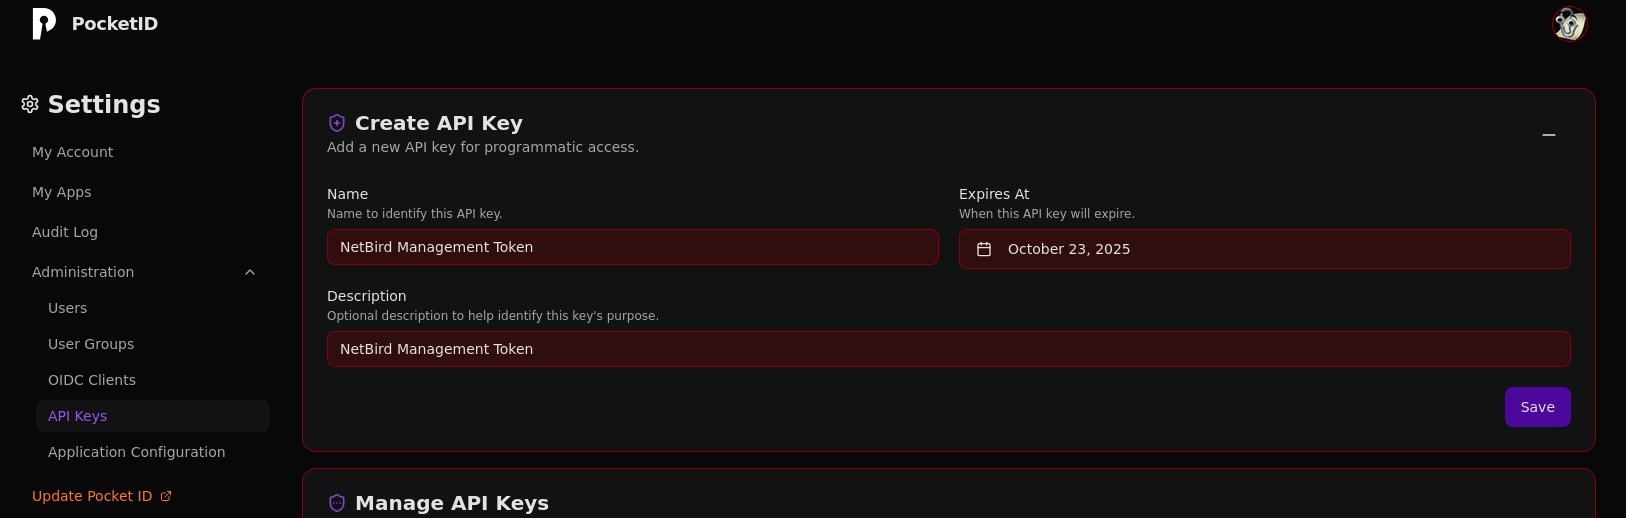 PocketID
Settings
My Account
My Apps
Audit Log
Administration
Users
User Groups
OIDC Clients
API Keys
Application Configuration
Update Pocket ID
Create API Key
Add a new API key for programmatic access.
Name
Name to identify this API key.
NetBird Management Token
Expires At
When this API key will expire.
October 23, 2025
Description
Optional description to help identify this key's purpose.
NetBird Management Token
Save
Manage API Keys